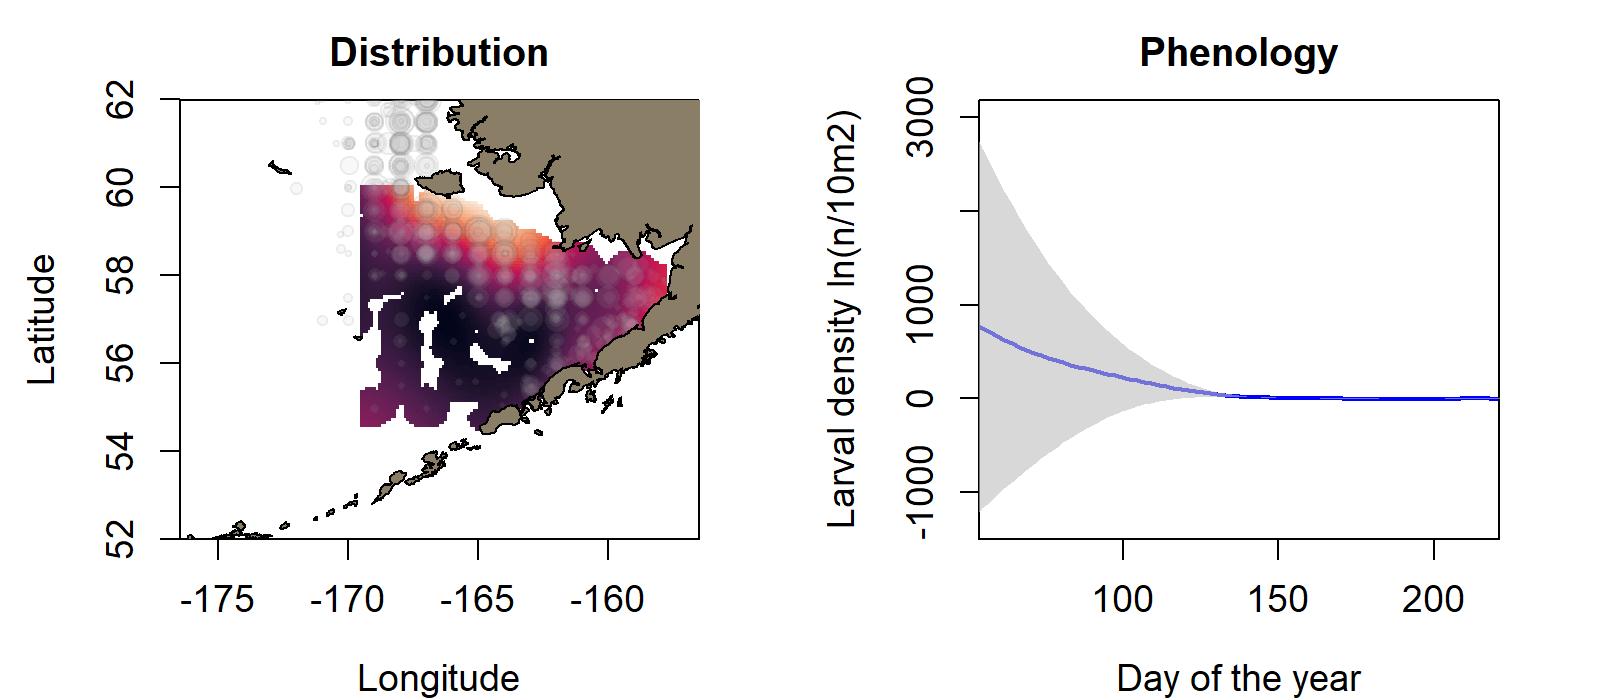 Distribution
Latitude
62
60
58
56
54
52
-175
-170
-165
-160
Longitude
Phenology
Larval density ln(n/10m2)
3000
1000
0
-1000
100
150
200
Day of the year